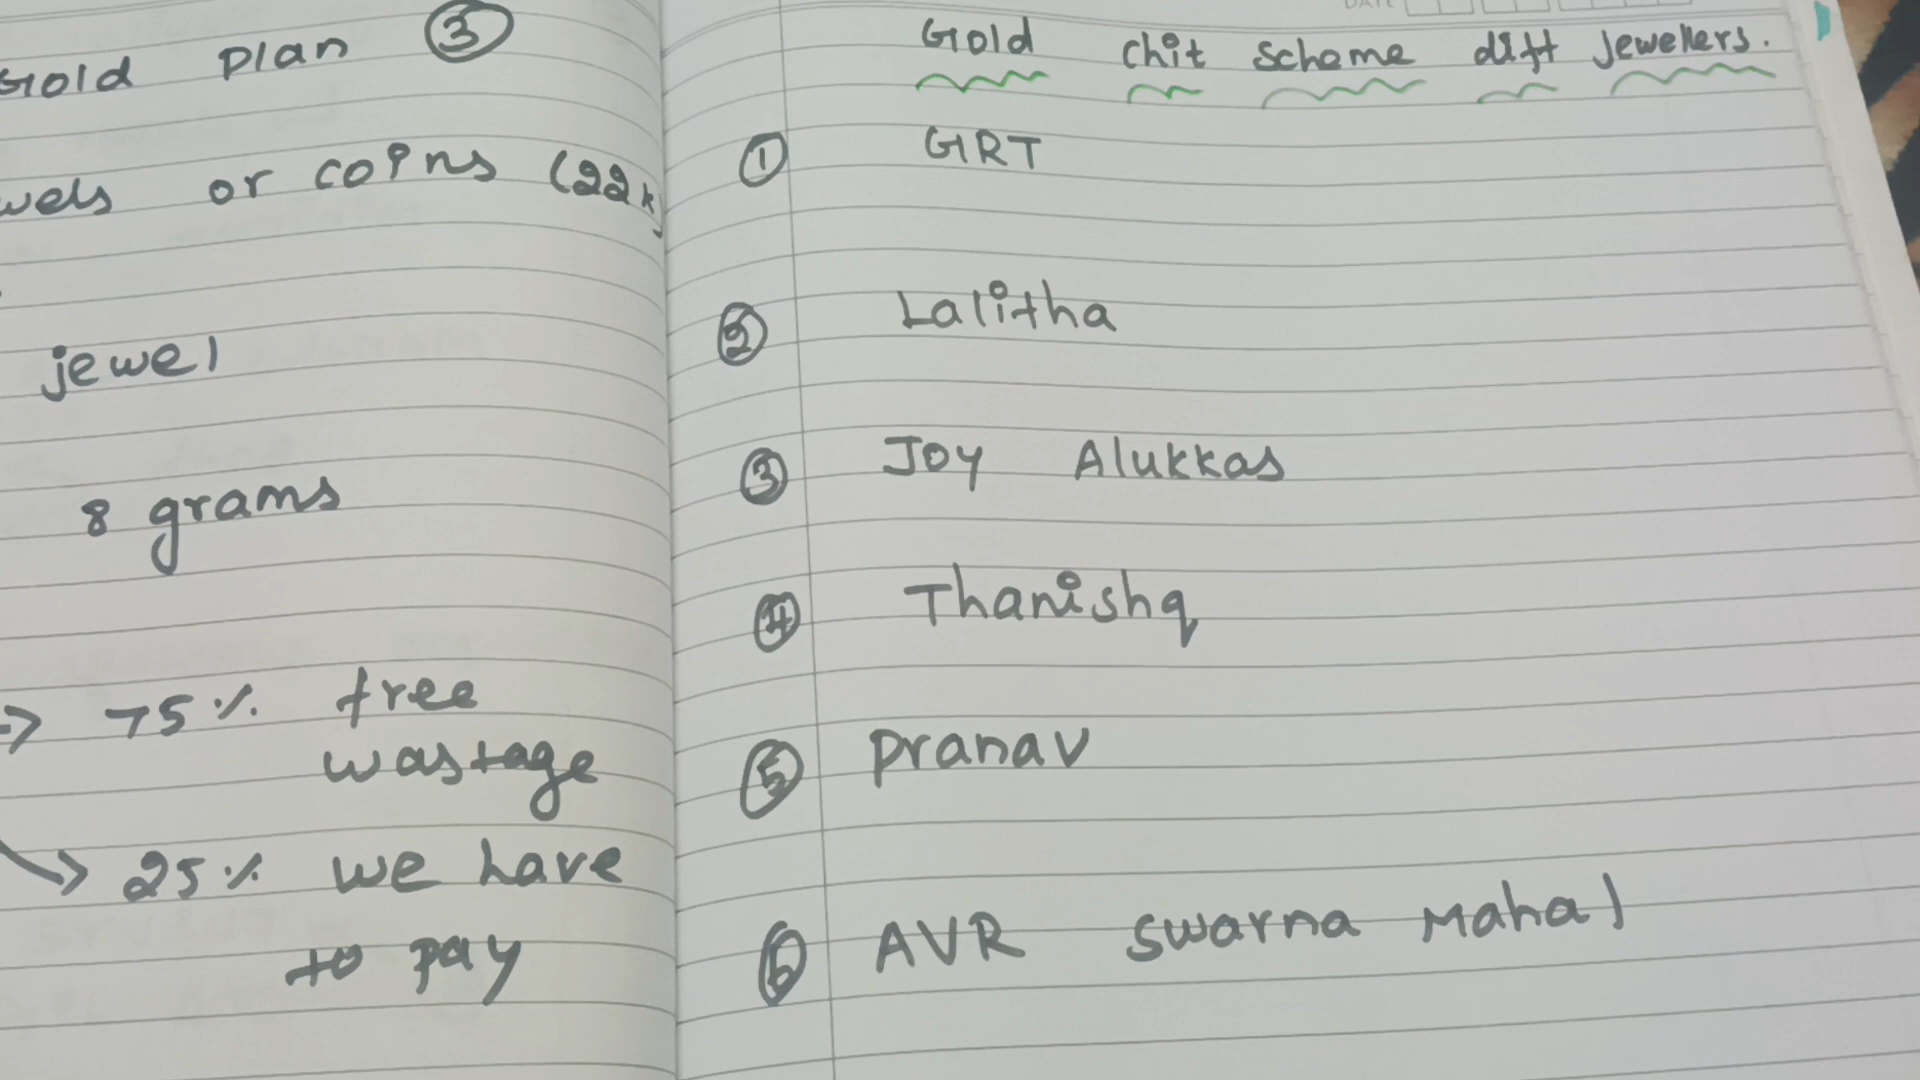 Gold Plan ③
or coins (22k)
jewel
8 grams
→ 75% free
wastage
→ 25% we have
to pay
DATE
Gold chit scheme diff jewellers.
① GRT
② Lalitha
③ Joy Alukkas
④ Thanishq
⑤ Pranav
⑥ AVR Swarna Mahal